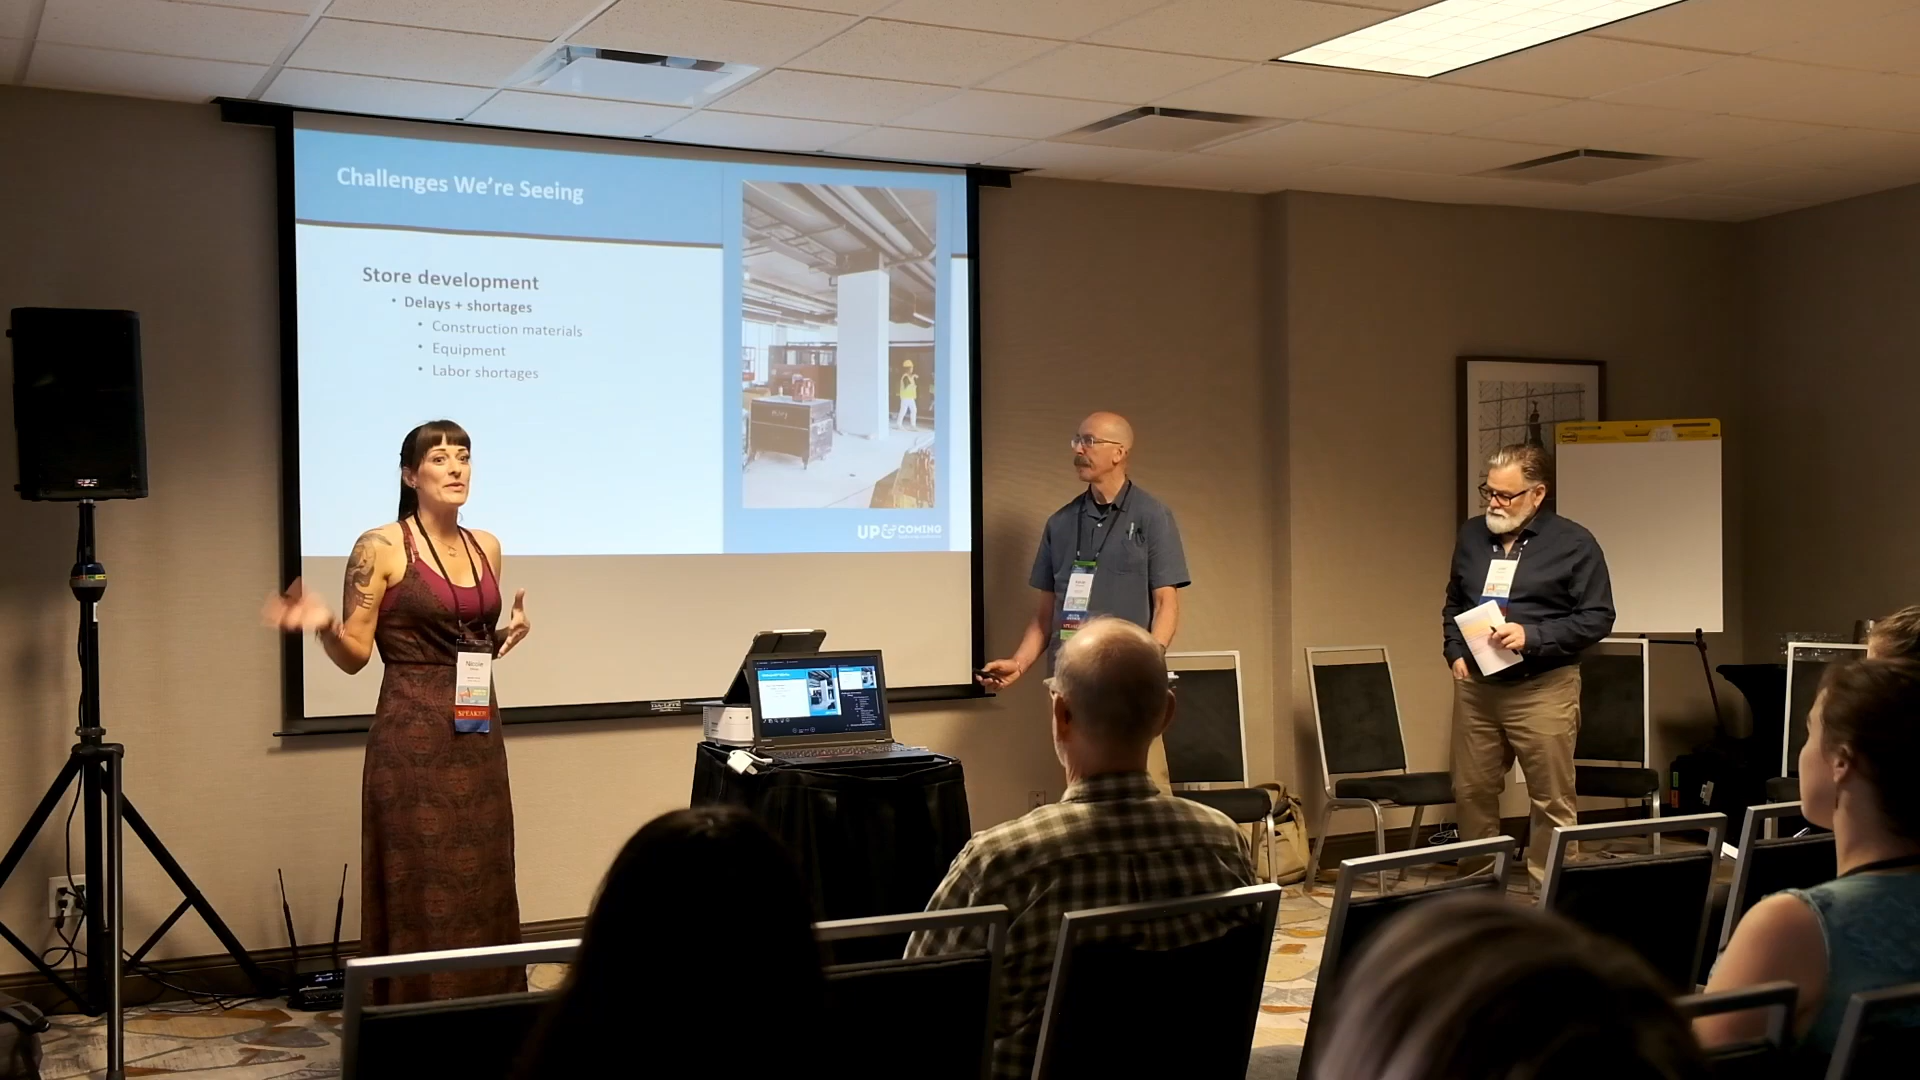 Challenges We're Seeing
Store development
• Delays + shortages
• Construction materials
• Equipment
• Labor shortages
UP & COMING
Nicole
SPEAKER